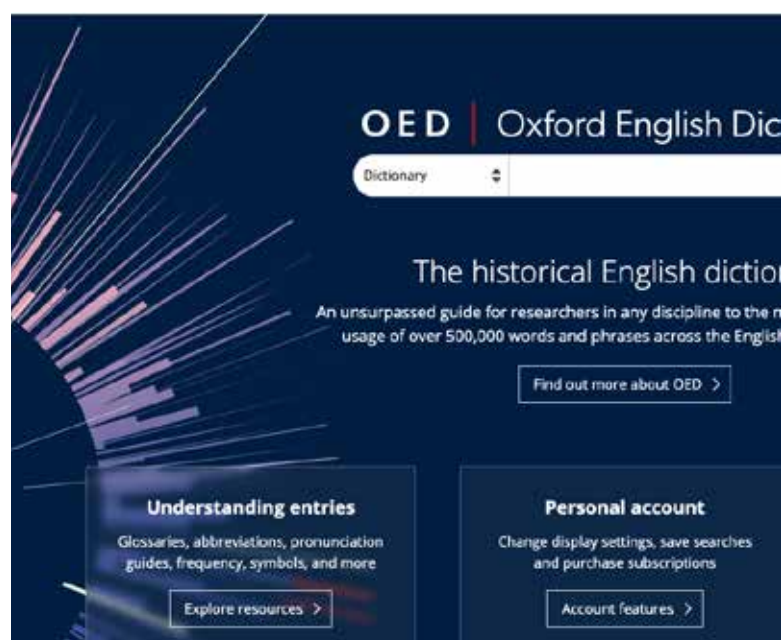 OED | Oxford English Dic
Dictionary
The historical English dictio
An unsurpassed guide for researchers in any discipline to the m
usage of over 500,000 words and phrases across the English
Find out more about OED >
Understanding entries
Glossaries, abbreviations, pronunciation
guides, frequency, symbols, and more
Explore resources >
Personal account
Change display settings, save searches
and purchase subscriptions
Account features >